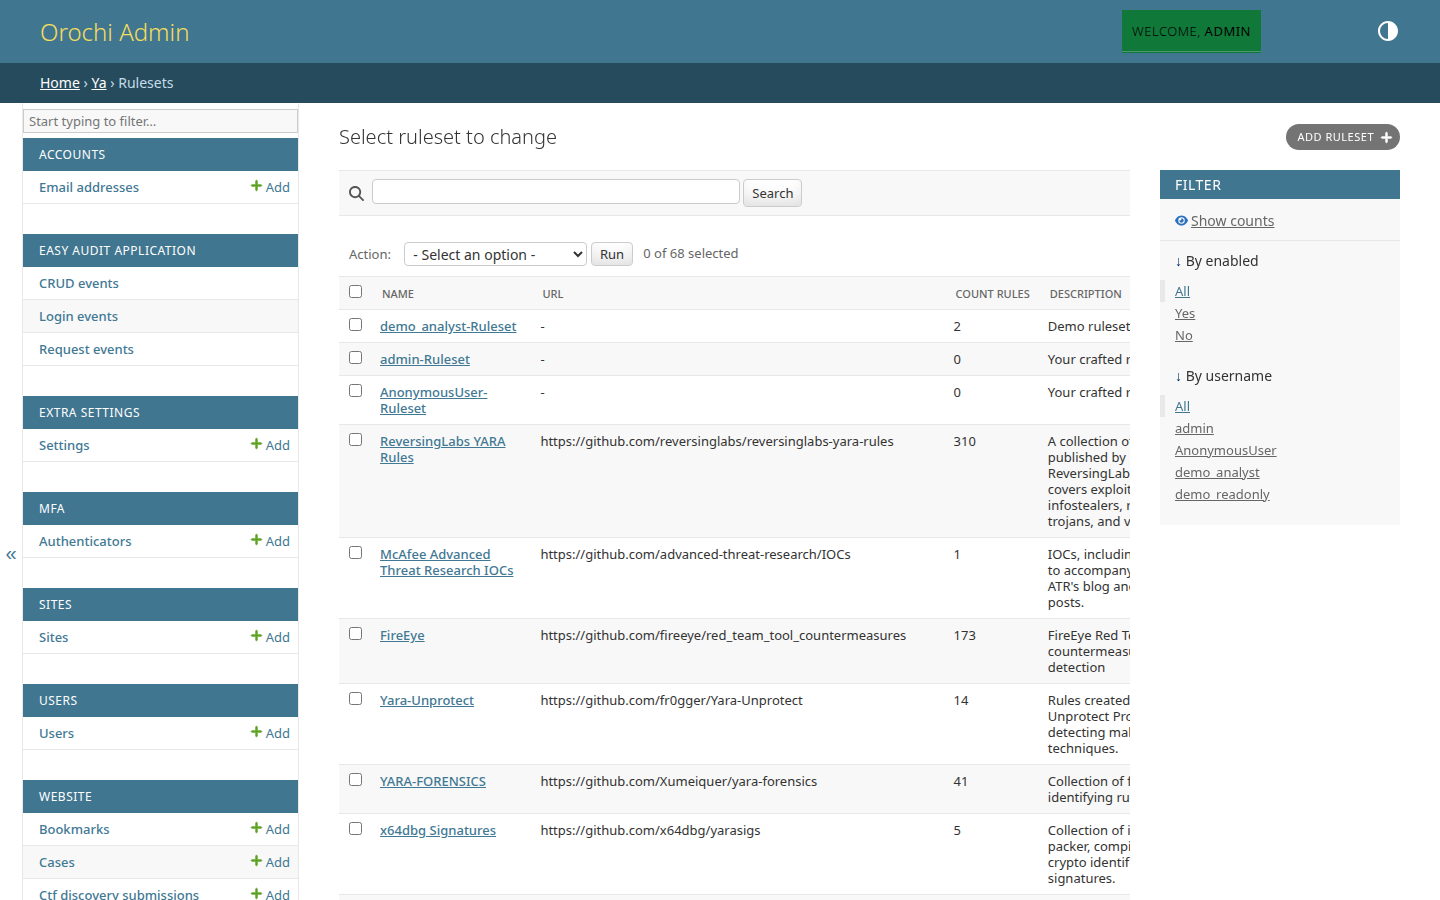 Orochi Admin
WELCOME, ADMIN
Home › Ya › Rulesets
Start typing to filter...
ACCOUNTS
Email addresses
Add
EASY AUDIT APPLICATION
CRUD events
Login events
Request events
EXTRA SETTINGS
Settings
Add
MFA
Authenticators
Add
«
SITES
Sites
Add
USERS
Users
Add
WEBSITE
Bookmarks
Add
Cases
Add
Ctf discovery submissions
Add
Select ruleset to change
ADD RULESET
Search
Action: - Select an option - Run 0 of 68 selected
NAME URL COUNT RULES DESCRIPTION
demo_analyst-Ruleset - 2 Demo ruleset
admin-Ruleset - 0 Your crafted
AnonymousUser- - 0 Your crafted
Ruleset
ReversingLabs YARA https://github.com/reversinglabs/reversinglabs-yara-rules 310 A collection
Rules published by
ReversingLab
covers exploit
infostealers,
trojans, and
McAfee Advanced https://github.com/advanced-threat-research/IOCs 1 IOCs, includin
Threat Research IOCs to accompany
ATR's blog and
posts.
FireEye https://github.com/fireeye/red_team_tool_countermeasures 173 FireEye Red
countermeasu
detection
Yara-Unprotect https://github.com/fr0gger/Yara-Unprotect 14 Rules created
Unprotect
detecting
techniques.
YARA-FORENSICS https://github.com/Xumeiquer/yara-forensics 41 Collection of
identifying
x64dbg Signatures https://github.com/x64dbg/yarasigs 5 Collection of
packer, compi
crypto identif
signatures.
FILTER
Show counts
↓ By enabled
All
Yes
No
↓ By username
All
admin
AnonymousUser
demo_analyst
demo_readonly